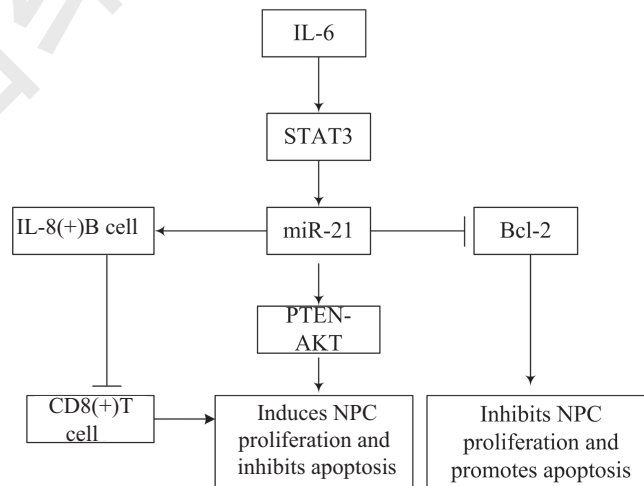 IL-6
STAT3
IL-8(+)B cell
miR-21
Bcl-2
PTEN-
AKT
CD8(+)T
cell
Induces NPC
proliferation and
inhibits apoptosis
Inhibits NPC
proliferation and
promotes apoptosis